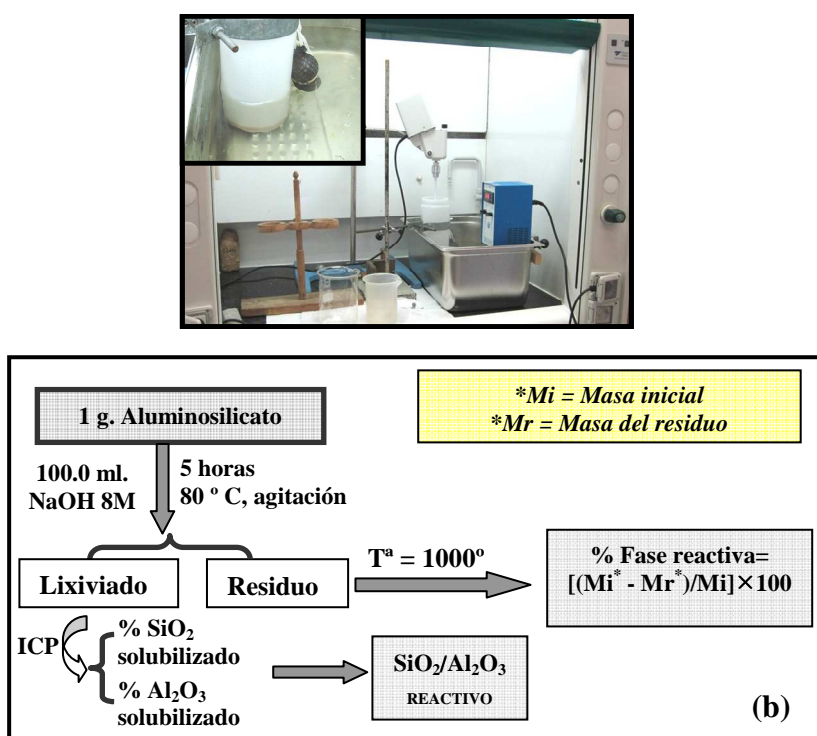 *Mi = Masa inicial
*Mr = Masa del residuo
1 g. Aluminosilicato
100.0 ml.
NaOH 8M
5 horas
80 º C, agitación
Lixiviado
Residuo
Tª = 1000º
% Fase reactiva=
[(Mi* - Mr*)/Mi]×100
ICP
% SiO2
solubilizado
% Al2O3
solubilizado
SiO2/Al2O3
REACTIVO
(b)